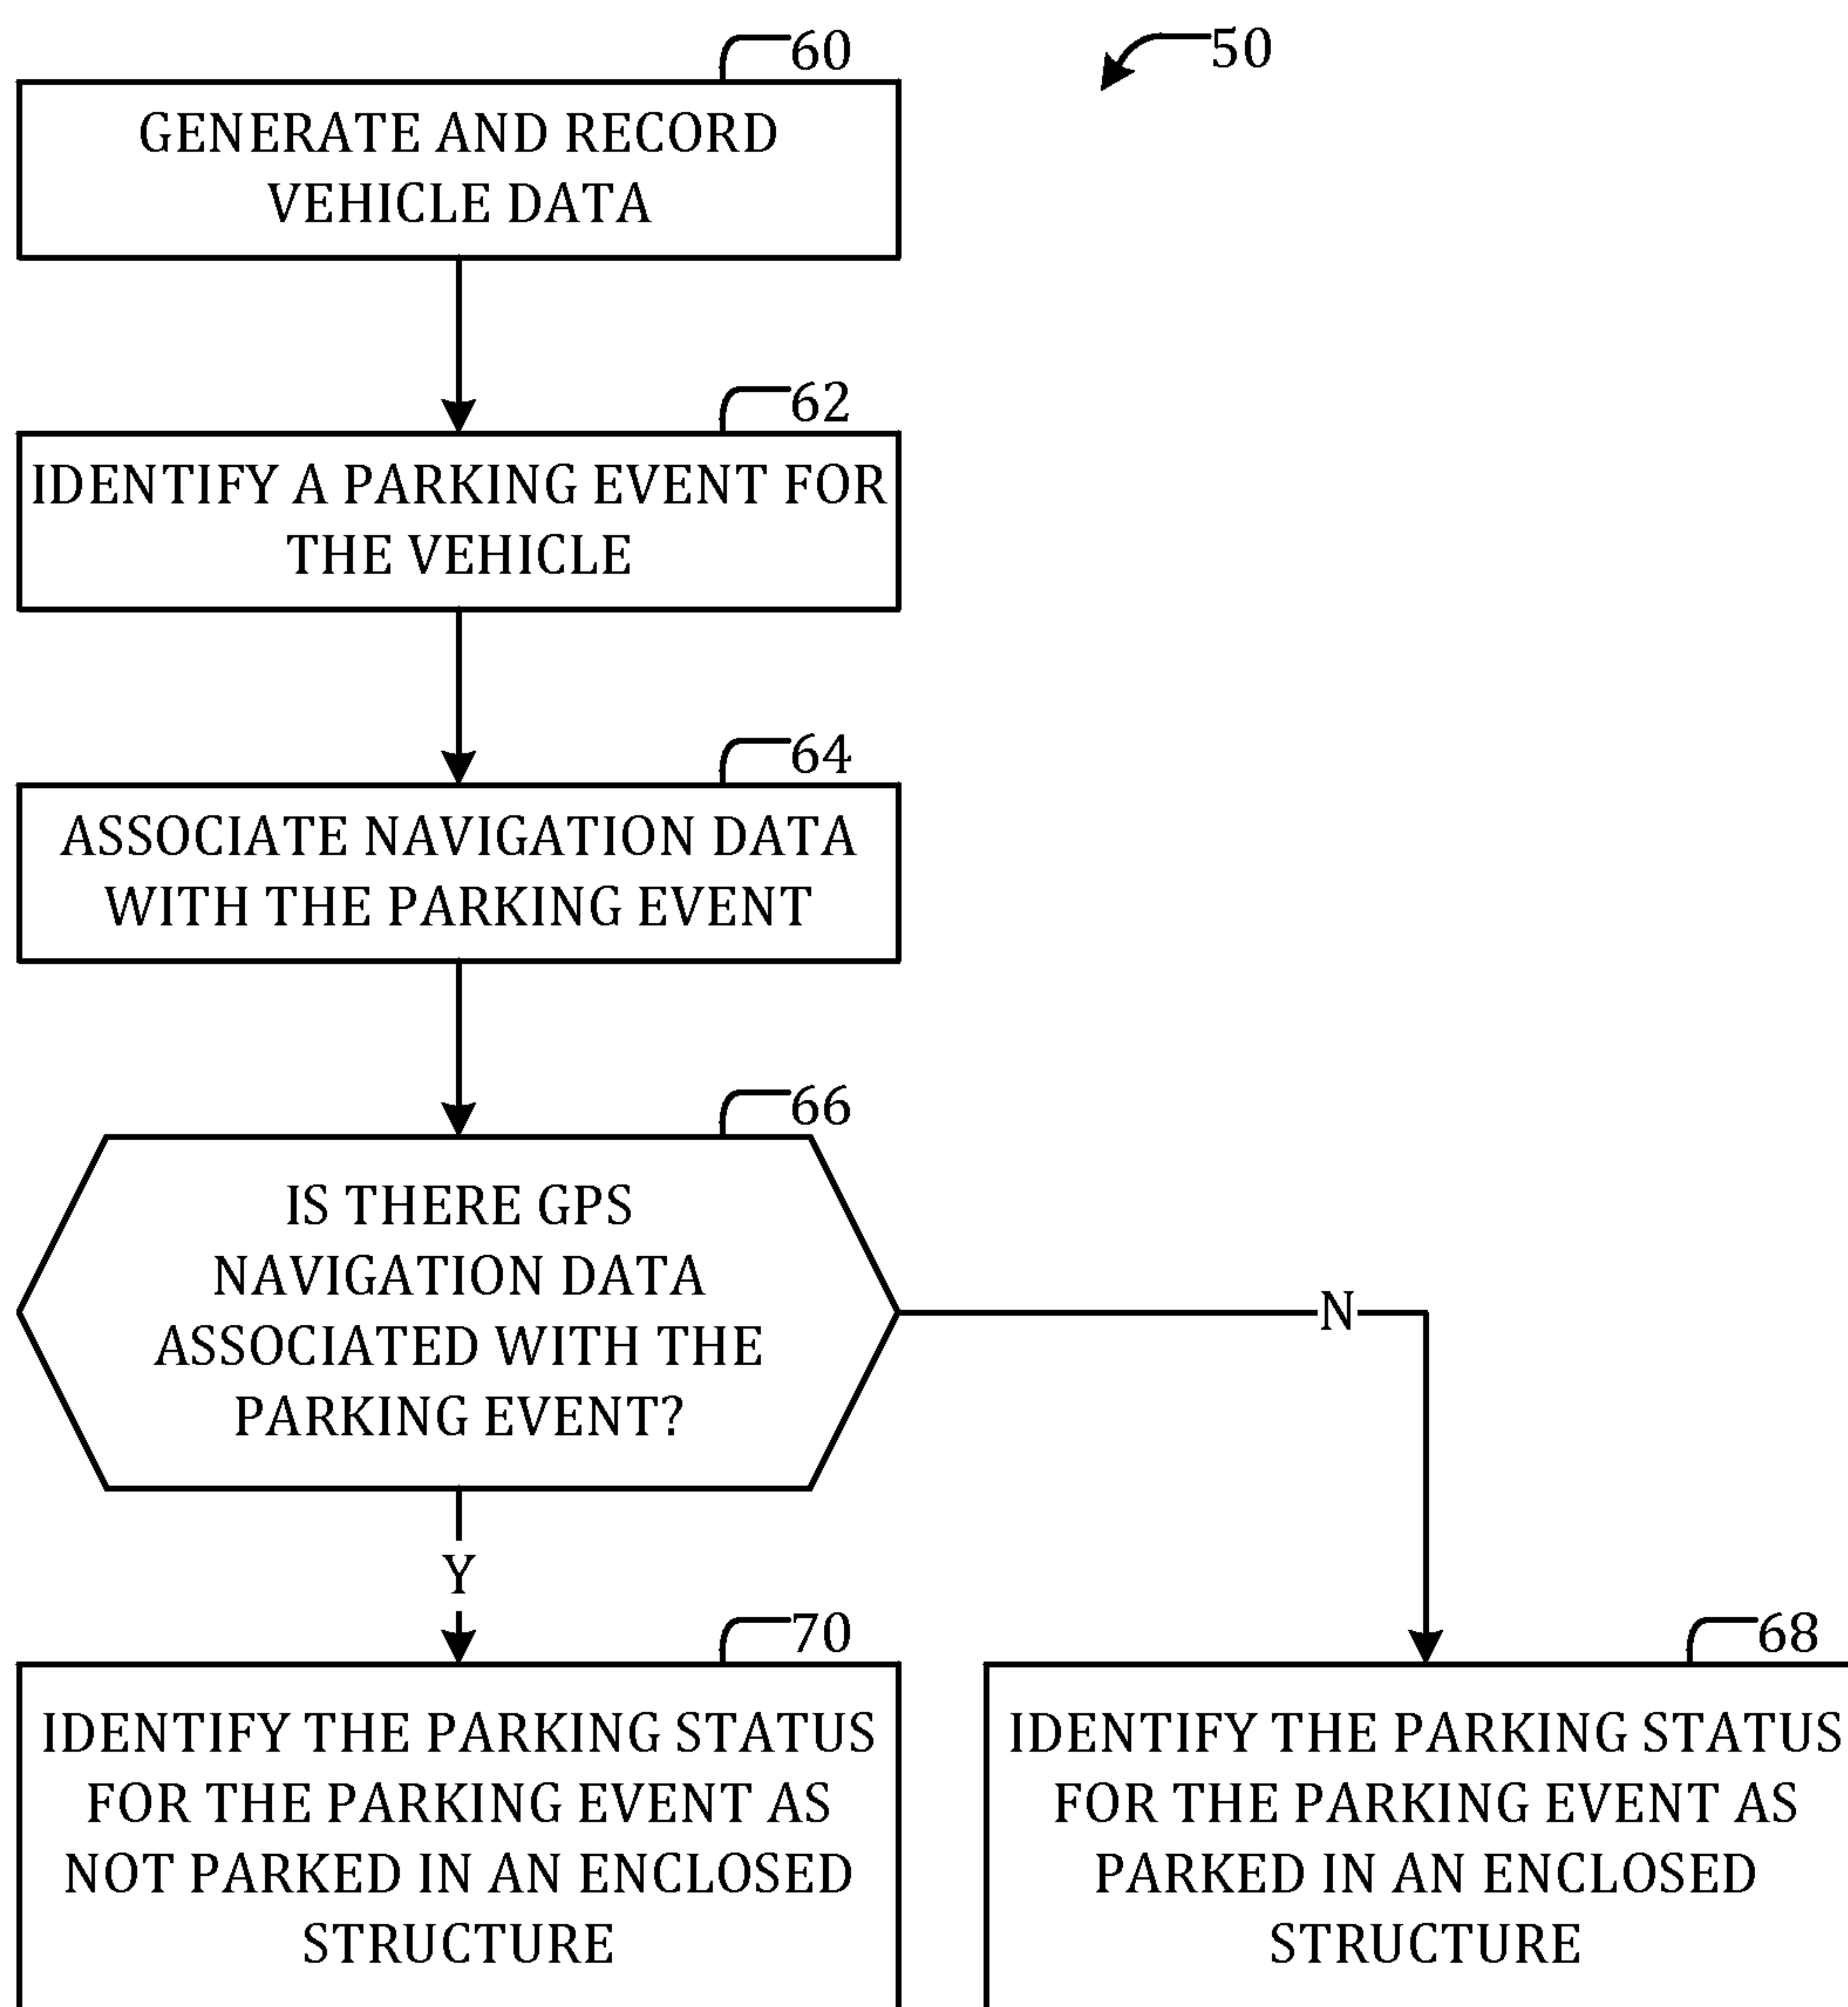 60
50
GENERATE AND RECORD
VEHICLE DATA
62
IDENTIFY A PARKING EVENT FOR
THE VEHICLE
64
ASSOCIATE NAVIGATION DATA
WITH THE PARKING EVENT
66
IS THERE GPS
NAVIGATION DATA
ASSOCIATED WITH THE
PARKING EVENT?
N
Y
70
IDENTIFY THE PARKING STATUS
FOR THE PARKING EVENT AS
NOT PARKED IN AN ENCLOSED
STRUCTURE
68
IDENTIFY THE PARKING STATUS
FOR THE PARKING EVENT AS
PARKED IN AN ENCLOSED
STRUCTURE